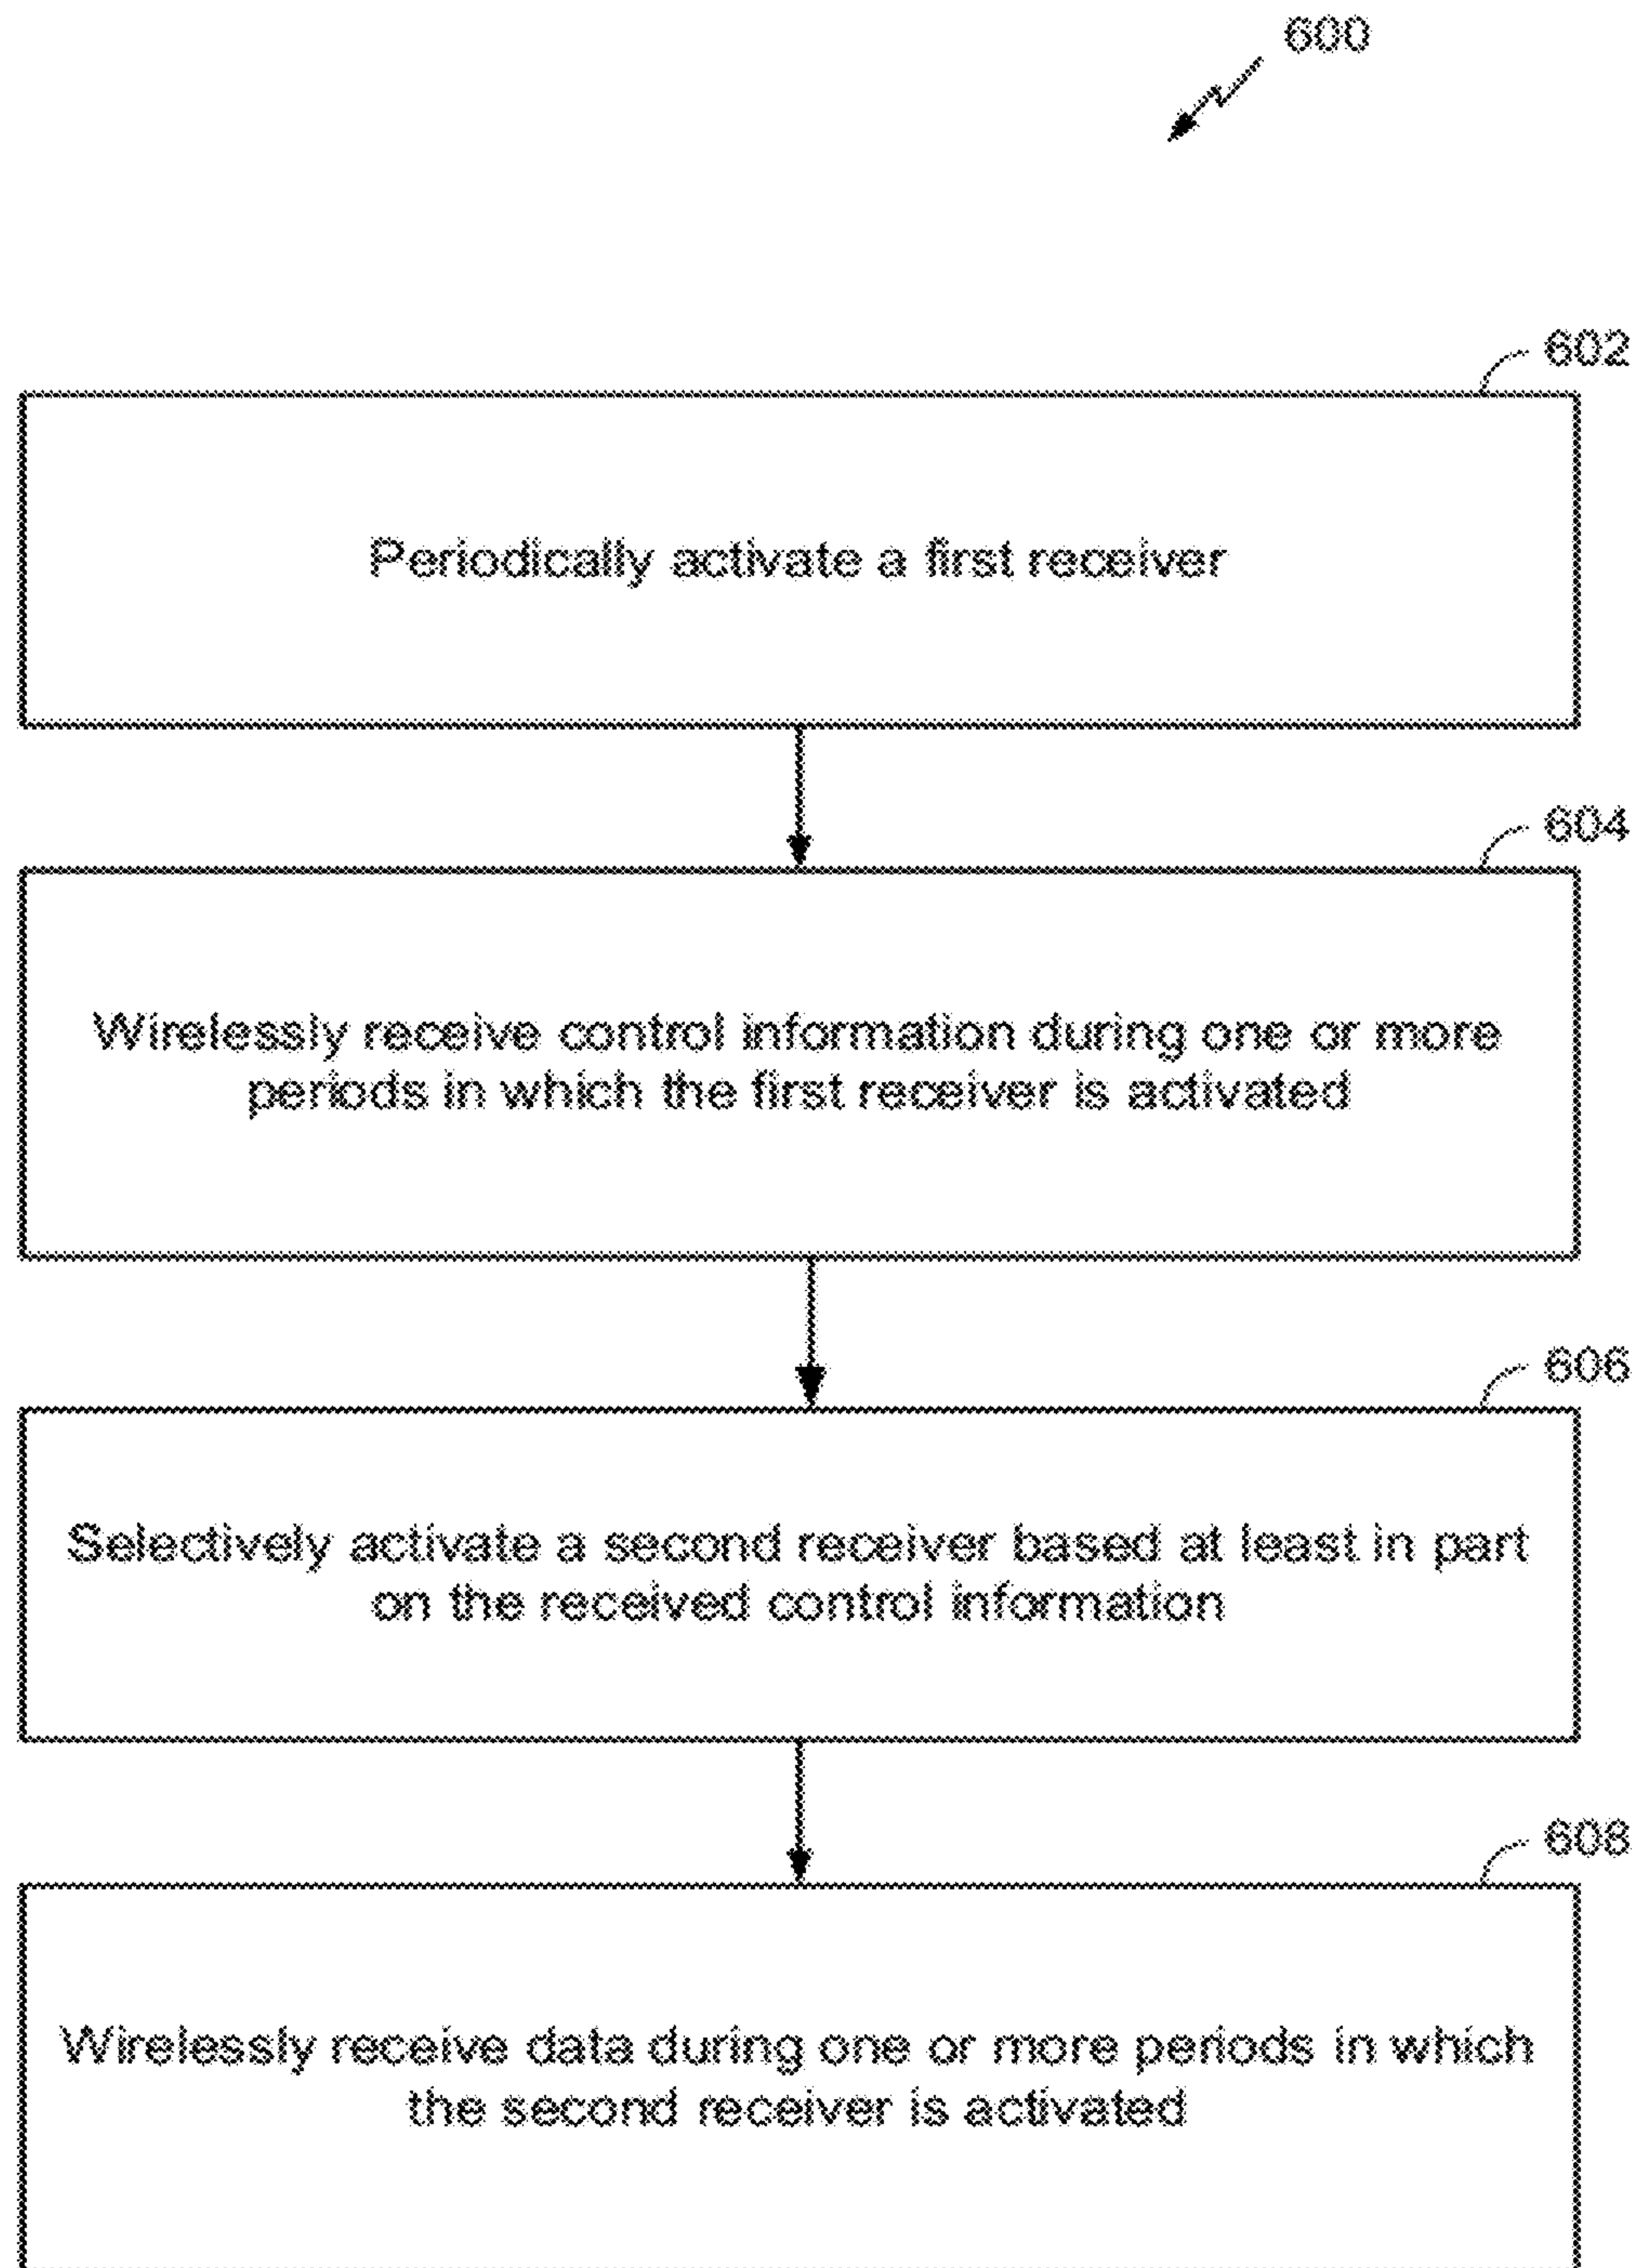 600
602
Periodically activate a first receiver
604
Wirelessly receive control information during one or more
periods in which the first receiver is activated
606
Selectively activate a second receiver based at least in part
on the received control information
608
Wirelessly receive data during one or more periods in which
the second receiver is activated